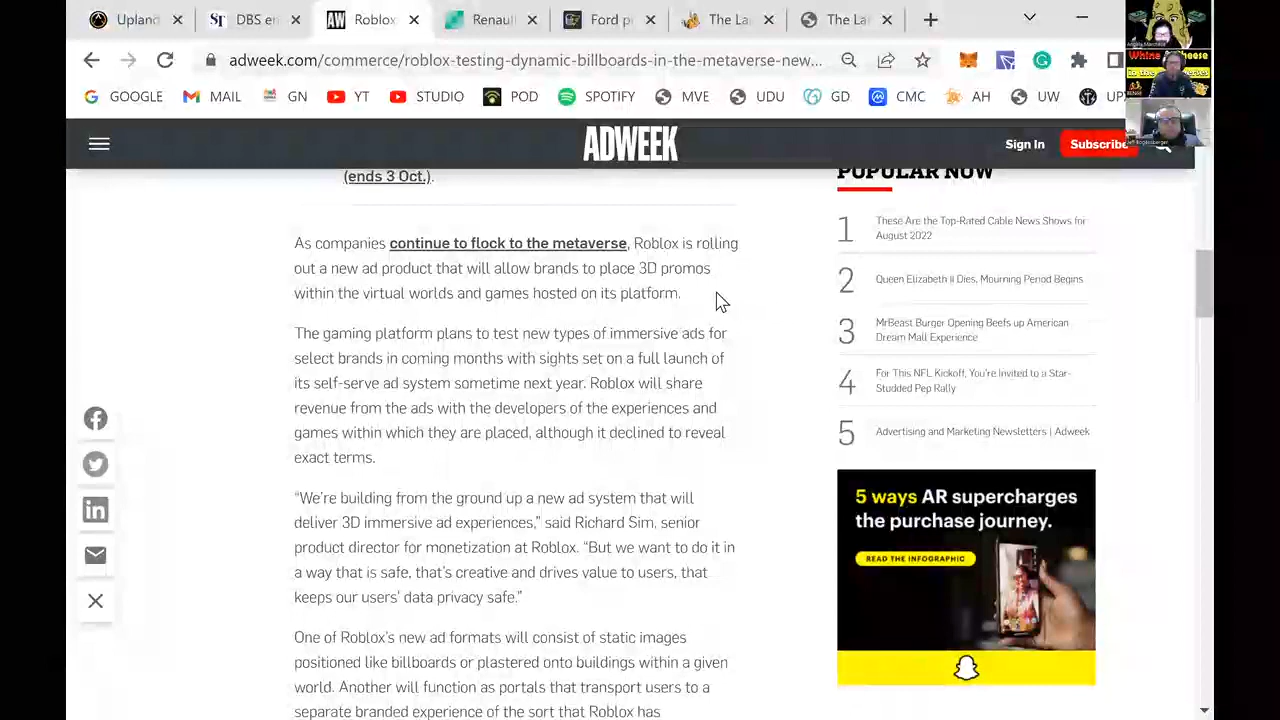 Upland
DBS en
Roblox
Renaul
Ford p
The La
The La
adweek.com/commerce/rob
dynamic-billboards-in-the
verse-new...
GOOGLE
MAIL
GN
YT
SPOTIFY
SW
UDU
GD
CMC
AH
UW
ADWEEK
Sign In
Subscribe
(ends 3 Oct.).
As companies continue to flock to the metaverse, Roblox is rolling
out a new ad product that will allow brands to place 3D promos
within the virtual worlds and games hosted on its platform.
The gaming platform plans to test new types of immersive ads for
select brands in coming months with sights set on a full launch of
its self-serve ad system sometime next year. Roblox will share
revenue from the ads with the developers of the experiences and
games within which they are placed, although it declined to reveal
exact terms.
“We’re building from the ground up a new ad system that will
deliver 3D immersive ad experiences,” said Richard Sim, senior
product director for monetization at Roblox. “But we want to do it in
a way that is safe, that’s creative and drives value to users, that
keeps our users’ data privacy safe.”
One of Roblox’s new ad formats will consist of static images
positioned like billboards or plastered onto buildings within a given
world. Another will function as portals that transport users to a
separate branded experience of the sort that Roblox has
POPULAR NOW
1 These Are the Top-Rated Cable News Shows for
August 2022
2 Queen Elizabeth II Dies, Mourning Period Begins
3 MrBeast Burger Opening Beefs up American
Dream Mall Experience
4 For This NFL Kickoff, You’re Invited to a Star-
Studded Pep Rally
5 Advertising and Marketing Newsletters | Adweek
5 ways AR supercharges
the purchase journey.
READ THE INFOGRAPHIC